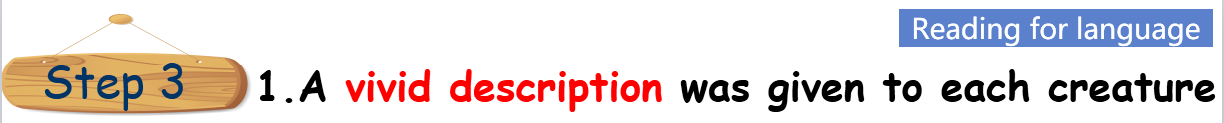 Reading for language
Step 3
1.A vivid description was given to each creature